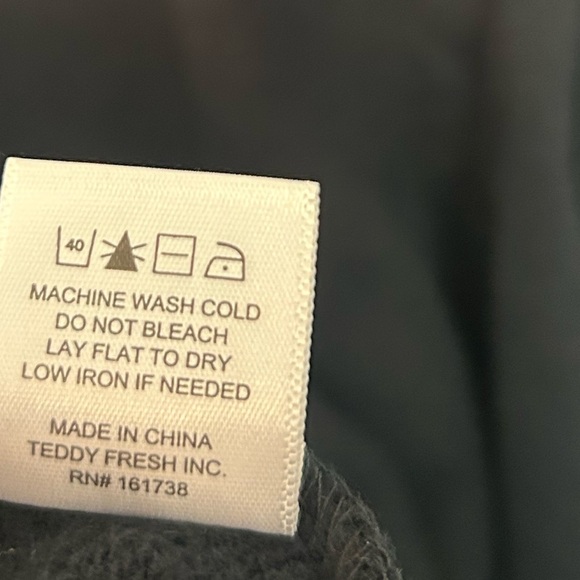 40
MACHINE WASH COLD
DO NOT BLEACH
LAY FLAT TO DRY
LOW IRON IF NEEDED
MADE IN CHINA
TEDDY FRESH INC.
RN# 161738